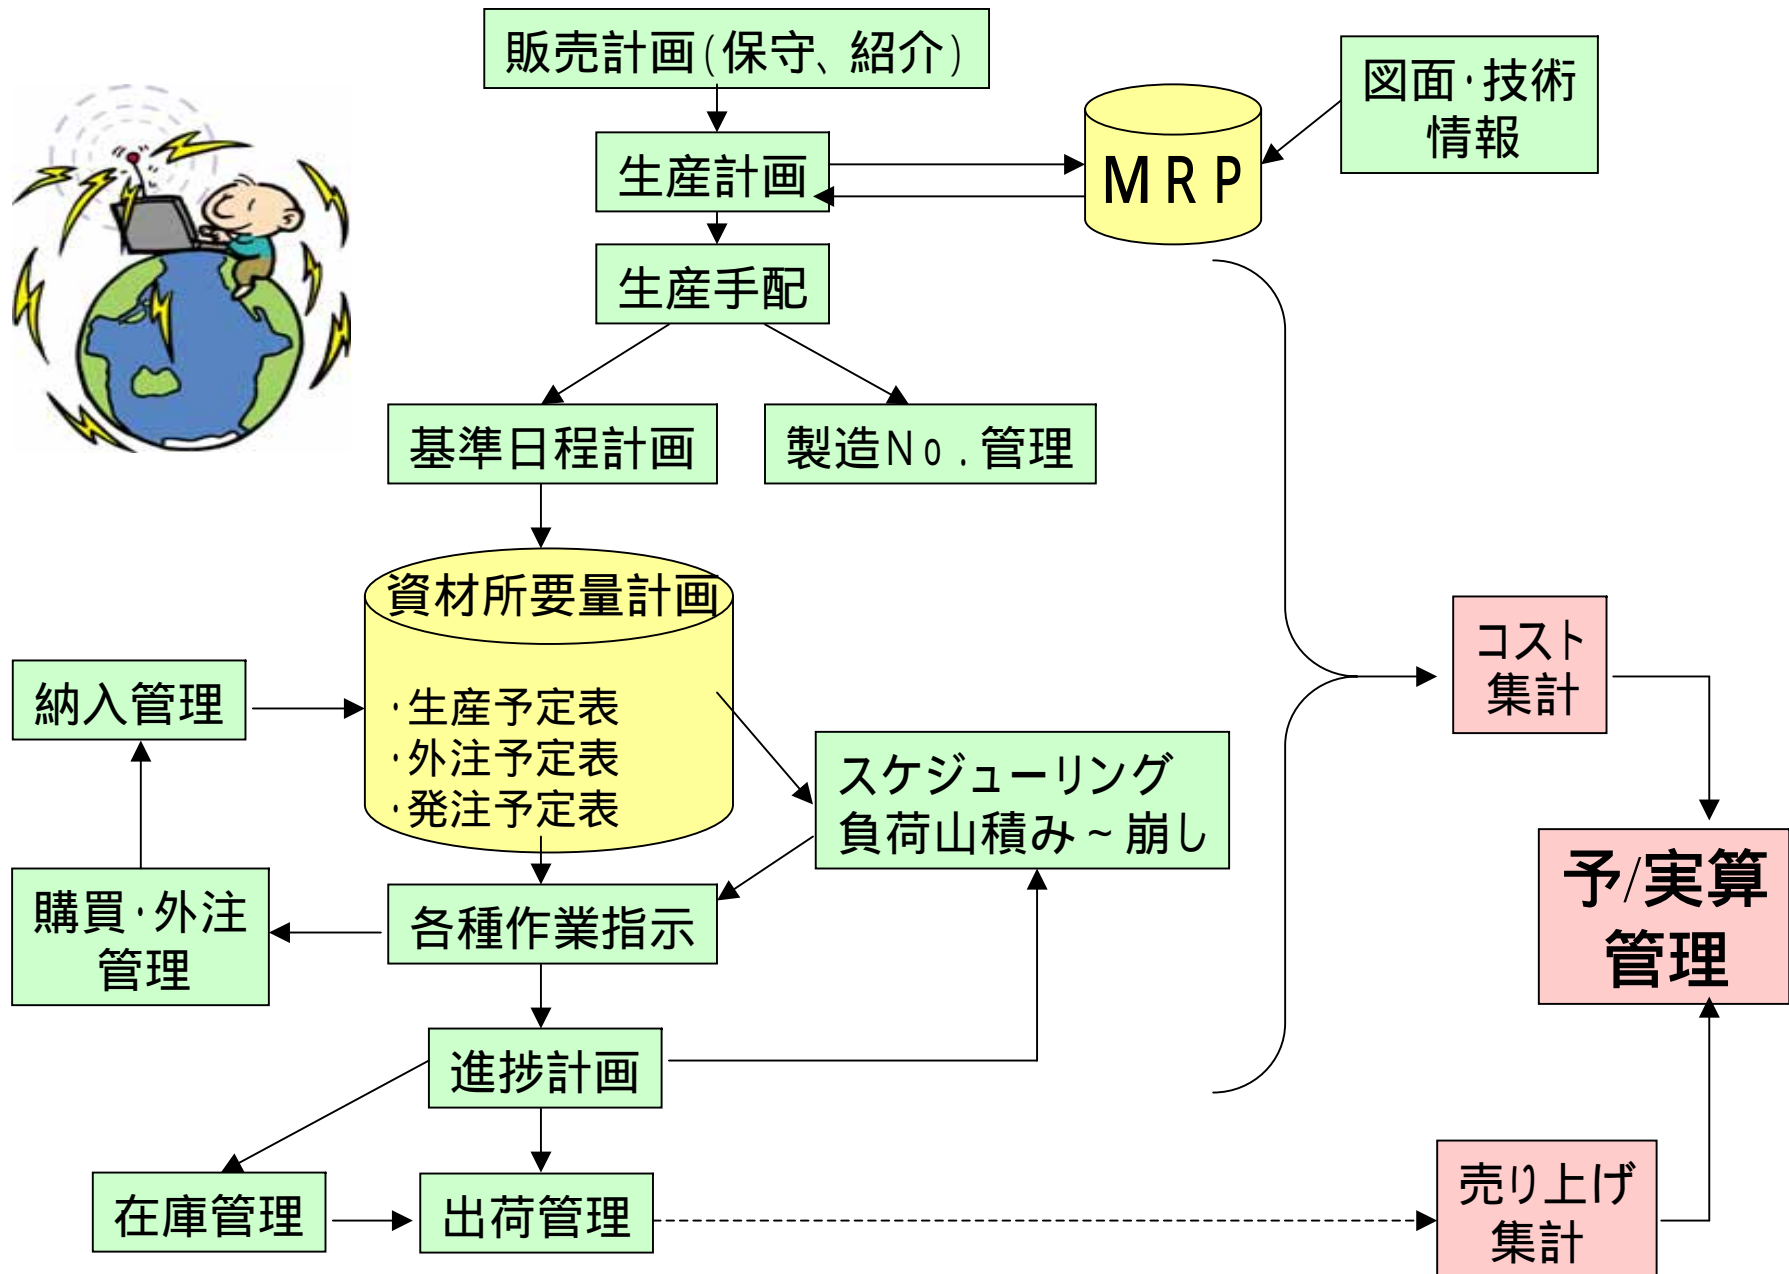 販売計画(保守、紹介)
図面・技術
情報
生産計画
MRP
生産手配
基準日程計画
製造No.管理
資材所要量計画
・生産予定表
・外注予定表
・発注予定表
納入管理
スケジューリング
負荷山積み~崩し
コスト
集計
予/実算
管理
購買・外注
管理
各種作業指示
進捗計画
在庫管理
出荷管理
売り上げ
集計